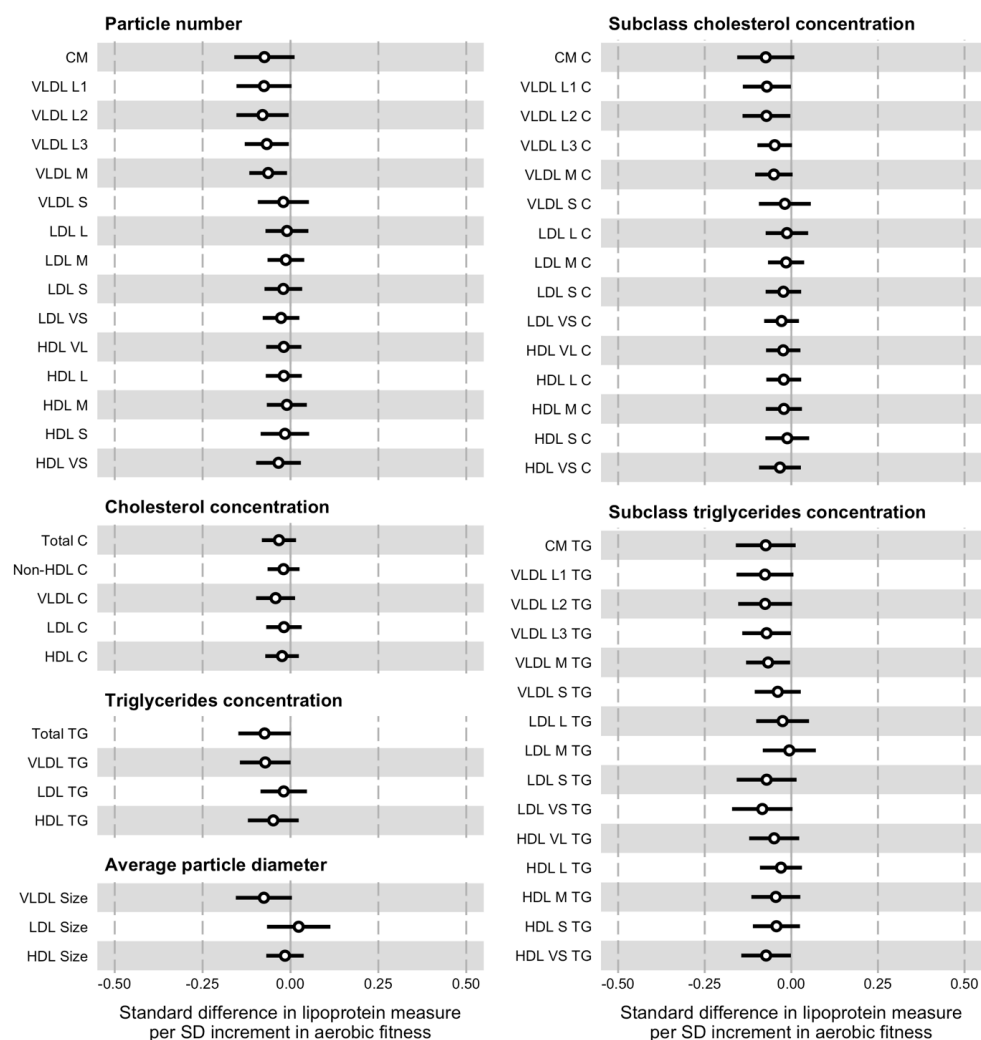 Particle number
CM
VLDL L1
VLDL L2
VLDL L3
VLDL M
VLDL S
LDL L
LDL M
LDL S
LDL VS
HDL VL
HDL L
HDL M
HDL S
HDL VS
Cholesterol concentration
Total C
Non-HDL C
VLDL C
LDL C
HDL C
Triglycerides concentration
Total TG
VLDL TG
LDL TG
HDL TG
Average particle diameter
VLDL Size
LDL Size
HDL Size
-0.50 -0.25 0.00 0.25 0.50
Standard difference in lipoprotein measure
per SD increment in aerobic fitness
Subclass cholesterol concentration
CM C
VLDL L1 C
VLDL L2 C
VLDL L3 C
VLDL M C
VLDL S C
LDL L C
LDL M C
LDL S C
LDL VS C
HDL VL C
HDL L C
HDL M C
HDL S C
HDL VS C
Subclass triglycerides concentration
CM TG
VLDL L1 TG
VLDL L2 TG
VLDL L3 TG
VLDL M TG
VLDL S TG
LDL L TG
LDL M TG
LDL S TG
LDL VS TG
HDL VL TG
HDL L TG
HDL M TG
HDL S TG
HDL VS TG
-0.50 -0.25 0.00 0.25 0.50
Standard difference in lipoprotein measure
per SD increment in aerobic fitness